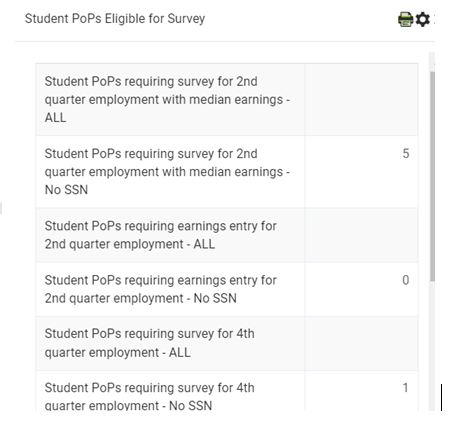 Student PoPs Eligible for Survey
Student PoPs requiring survey for 2nd
quarter employment with median earnings -
ALL
Student PoPs requiring survey for 2nd
quarter employment with median earnings -
No SSN
5
Student PoPs requiring earnings entry for
2nd quarter employment - ALL
Student PoPs requiring earnings entry for
2nd quarter employment - No SSN
0
Student PoPs requiring survey for 4th
quarter employment - ALL
Student PoPs requiring survey for 4th
quarter employment - No SSN
1